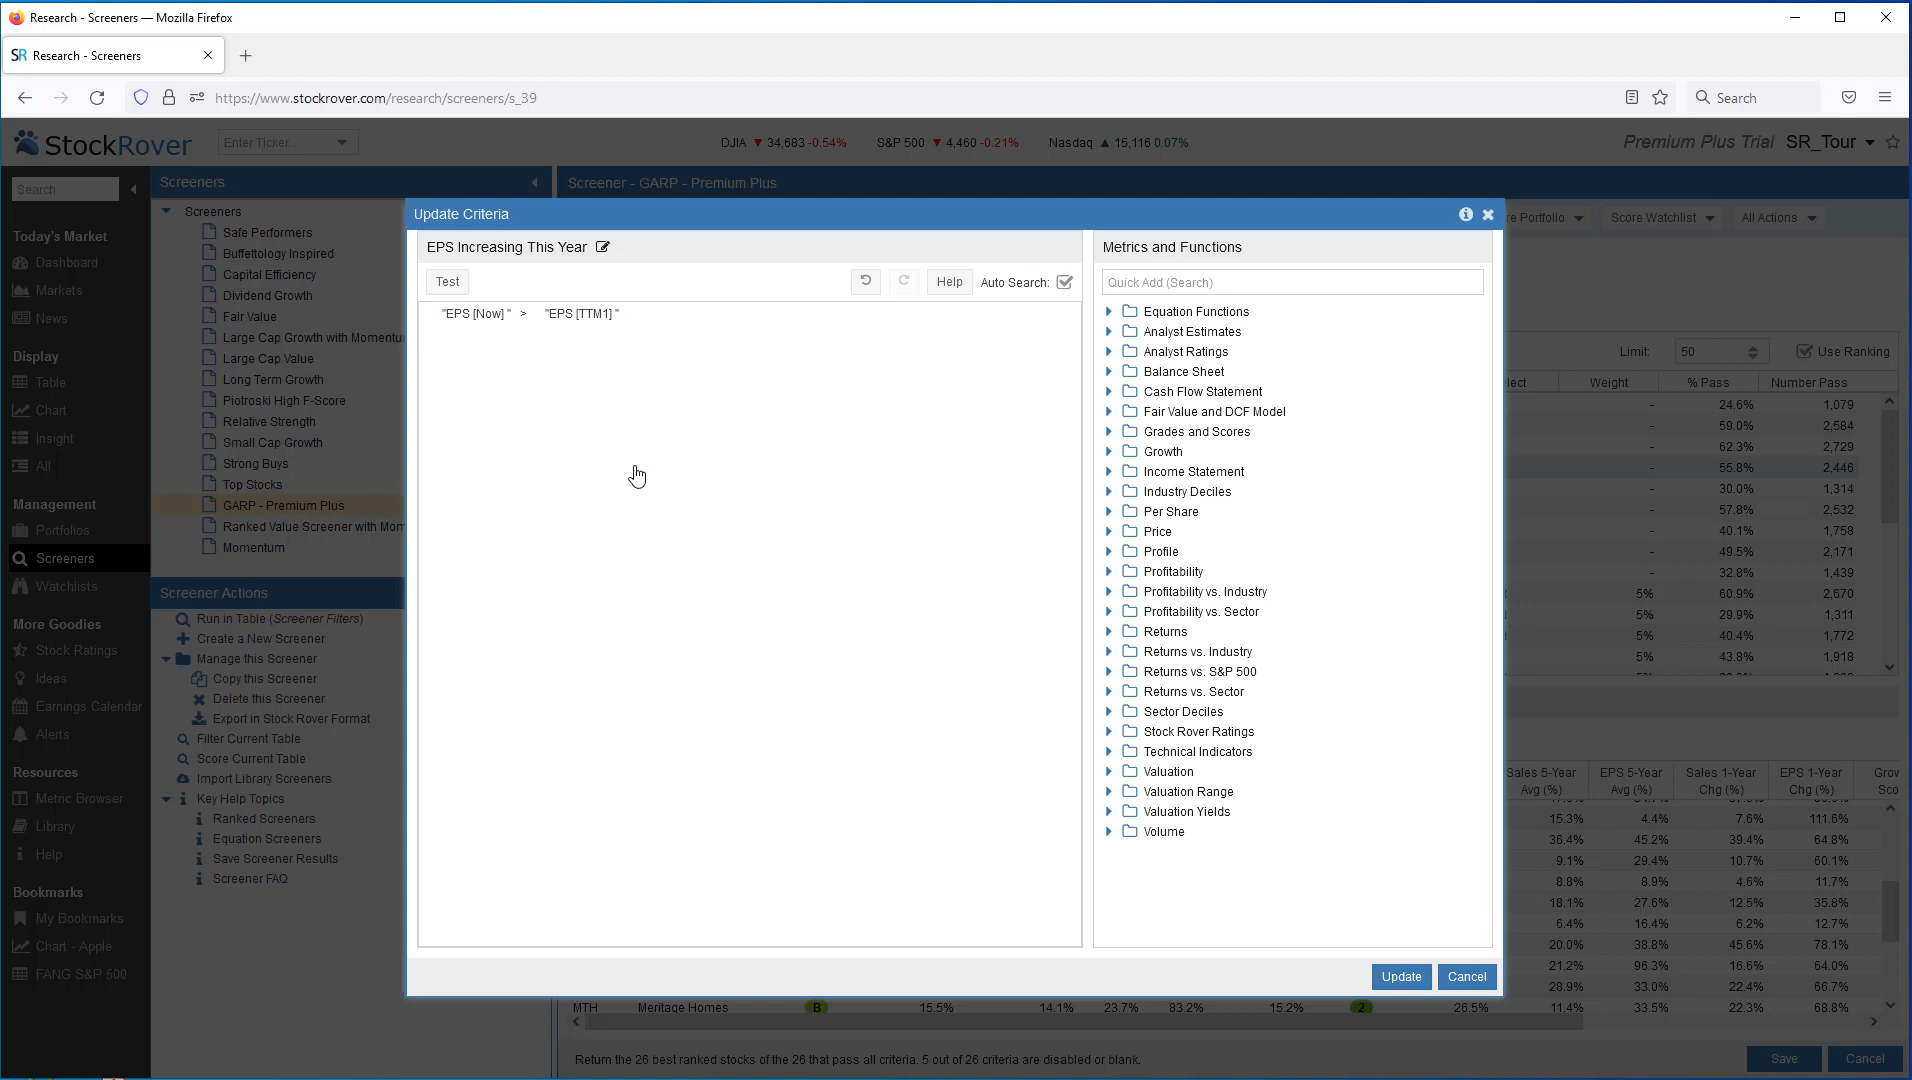 Research - Screeners — Mozilla Firefox
SR Research - Screeners
https://www.stockrover.com/research/screeners/s_39
Search
StockRover
Enter Ticker...
DJIA ▼ 34,683 -0.54% S&P 500 ▼ 4,460 -0.21% Nasdaq ▲ 15,116 0.07%
Premium Plus Trial SR_Tour
Search
Today's Market
Dashboard
Markets
News
Display
Table
Chart
Insight
All
Management
Portfolios
Screeners
Watchlists
More Goodies
Stock Ratings
Ideas
Earnings Calendar
Alerts
Resources
Metric Browser
Library
Help
Bookmarks
My Bookmarks
Chart - Apple
FANG S&P 500
Screeners
Screeners
Safe Performers
Buffettology Inspired
Capital Efficiency
Dividend Growth
Fair Value
Large Cap Growth with Momentu
Large Cap Value
Long Term Growth
Piotroski High F-Score
Relative Strength
Small Cap Growth
Strong Buys
Top Stocks
GARP - Premium Plus
Ranked Value Screener with Mom
Momentum
Screener Actions
Run in Table (Screener Filters)
Create a New Screener
Manage this Screener
Copy this Screener
Delete this Screener
Export in Stock Rover Format
Filter Current Table
Score Current Table
Import Library Screeners
Key Help Topics
Ranked Screeners
Equation Screeners
Save Screener Results
Screener FAQ
Screener - GARP - Premium Plus
Update Criteria
EPS Increasing This Year
Test
Help Auto Search:
"EPS [Now] " > "EPS [TTM1] "
Metrics and Functions
Quick Add (Search)
Equation Functions
Analyst Estimates
Analyst Ratings
Balance Sheet
Cash Flow Statement
Fair Value and DCF Model
Grades and Scores
Growth
Income Statement
Industry Deciles
Per Share
Price
Profile
Profitability
Profitability vs. Industry
Profitability vs. Sector
Returns
Returns vs. Industry
Returns vs. S&P 500
Returns vs. Sector
Sector Deciles
Stock Rover Ratings
Technical Indicators
Valuation
Valuation Range
Valuation Yields
Volume
Update Cancel
re Portfolio Score Watchlist All Actions
Limit: 50 Use Ranking
lect Weight % Pass Number Pass
- 24.6% 1,079
- 59.0% 2,584
- 62.3% 2,729
- 55.8% 2,446
- 30.0% 1,314
- 57.8% 2,532
- 40.1% 1,758
- 49.5% 2,171
- 32.8% 1,439
5% 60.9% 2,670
5% 29.9% 1,311
5% 40.4% 1,772
5% 43.8% 1,918
Sales 5-Year EPS 5-Year Sales 1-Year EPS 1-Year Grow
Avg (%) Avg (%) Chg (%) Chg (%) Sco
15.3% 4.4% 7.6% 111.6%
36.4% 45.2% 39.4% 64.8%
9.1% 29.4% 10.7% 60.1%
8.8% 8.9% 4.6% 11.7%
18.1% 27.6% 12.5% 35.8%
6.4% 16.4% 6.2% 12.7%
20.0% 38.8% 45.6% 78.1%
21.2% 96.3% 16.6% 64.0%
28.9% 33.0% 22.4% 66.7%
MTH Meritage Homes B 15.5% 14.1% 23.7% 83.2% 15.2% 2 26.5% 11.4% 33.5% 22.3% 68.8%
Return the 26 best ranked stocks of the 26 that pass all criteria. 5 out of 26 criteria are disabled or blank.
Save Cancel